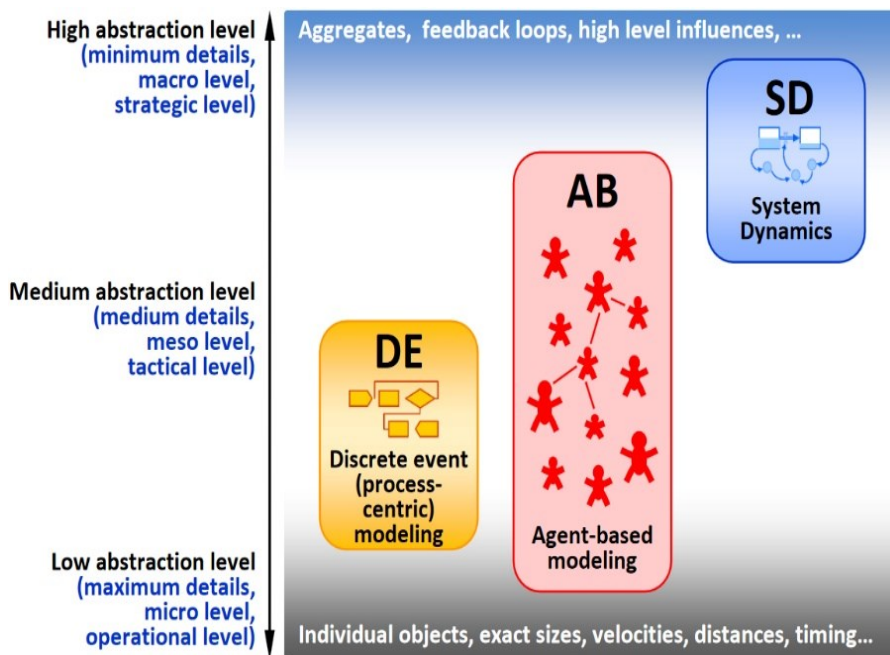 High abstraction level
(minimum details,
macro level,
strategic level)
Aggregates, feedback loops, high level influences, ...
SD
System
Dynamics
AB
Medium abstraction level
(medium details,
meso level,
tactical level)
DE
Discrete event
(process-
centric)
modeling
Agent-based
modeling
Low abstraction level
(maximum details,
micro level,
operational level)
Individual objects, exact sizes, velocities, distances, timing...